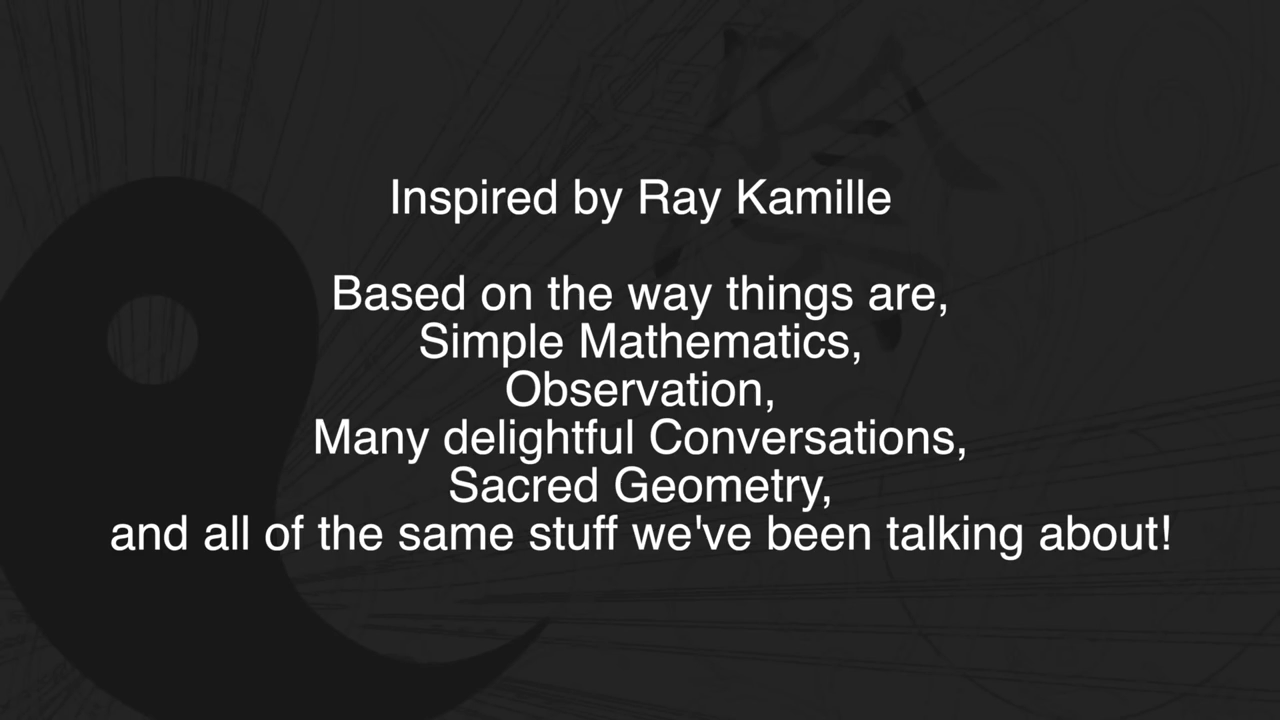 Inspired by Ray Kamille
Based on the way things are,
Simple Mathematics,
Observation,
Many delightful Conversations,
Sacred Geometry,
and all of the same stuff we've been talking about!